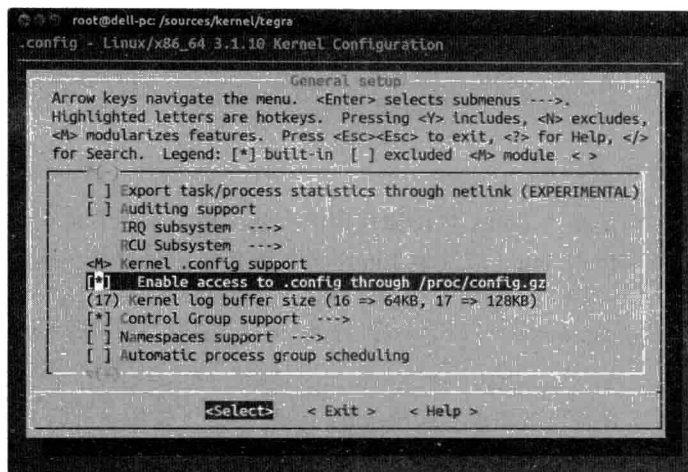 root@dell-pc: /sources/kernel/tegra
.config - Linux/x86_64 3.1.10 Kernel Configuration
General setup
Arrow keys navigate the menu. <Enter> selects submenus --->.
Highlighted letters are hotkeys. Pressing <Y> includes, <N> excludes,
<M> modularizes features. Press <Esc><Esc> to exit, <?> for Help, </>
for Search. Legend: [*] built-in [ ] excluded <M> module < >
(-)
[ ] Export task/process statistics through netlink (EXPERIMENTAL)
[ ] Auditing support
IRQ subsystem --->
RCU Subsystem --->
<M> Kernel .config support
[*] Enable access to .config through /proc/config.gz
(17) Kernel log buffer size (16 => 64KB, 17 => 128KB)
[*] Control Group support --->
[ ] Namespaces support --->
[ ] Automatic process group scheduling
(+)
<Select> < Exit > < Help >